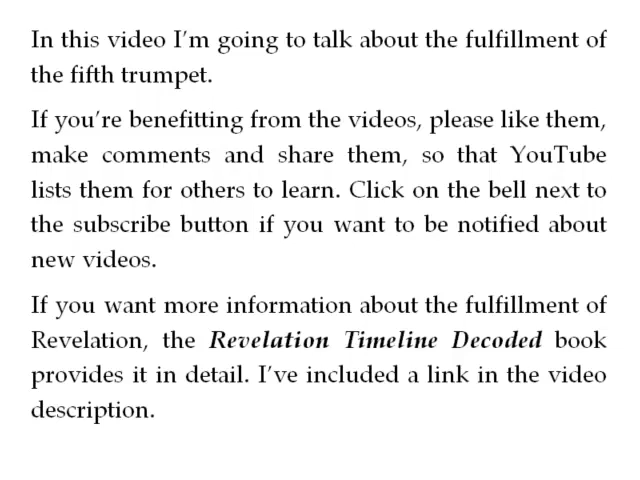 In this video I'm going to talk about the fulfillment of
the fifth trumpet.
If you're benefitting from the videos, please like them,
make comments and share them, so that YouTube
lists them for others to learn. Click on the bell next to
the subscribe button if you want to be notified about
new videos.
If you want more information about the fulfillment of
Revelation, the Revelation Timeline Decoded book
provides it in detail. I've included a link in the video
description.